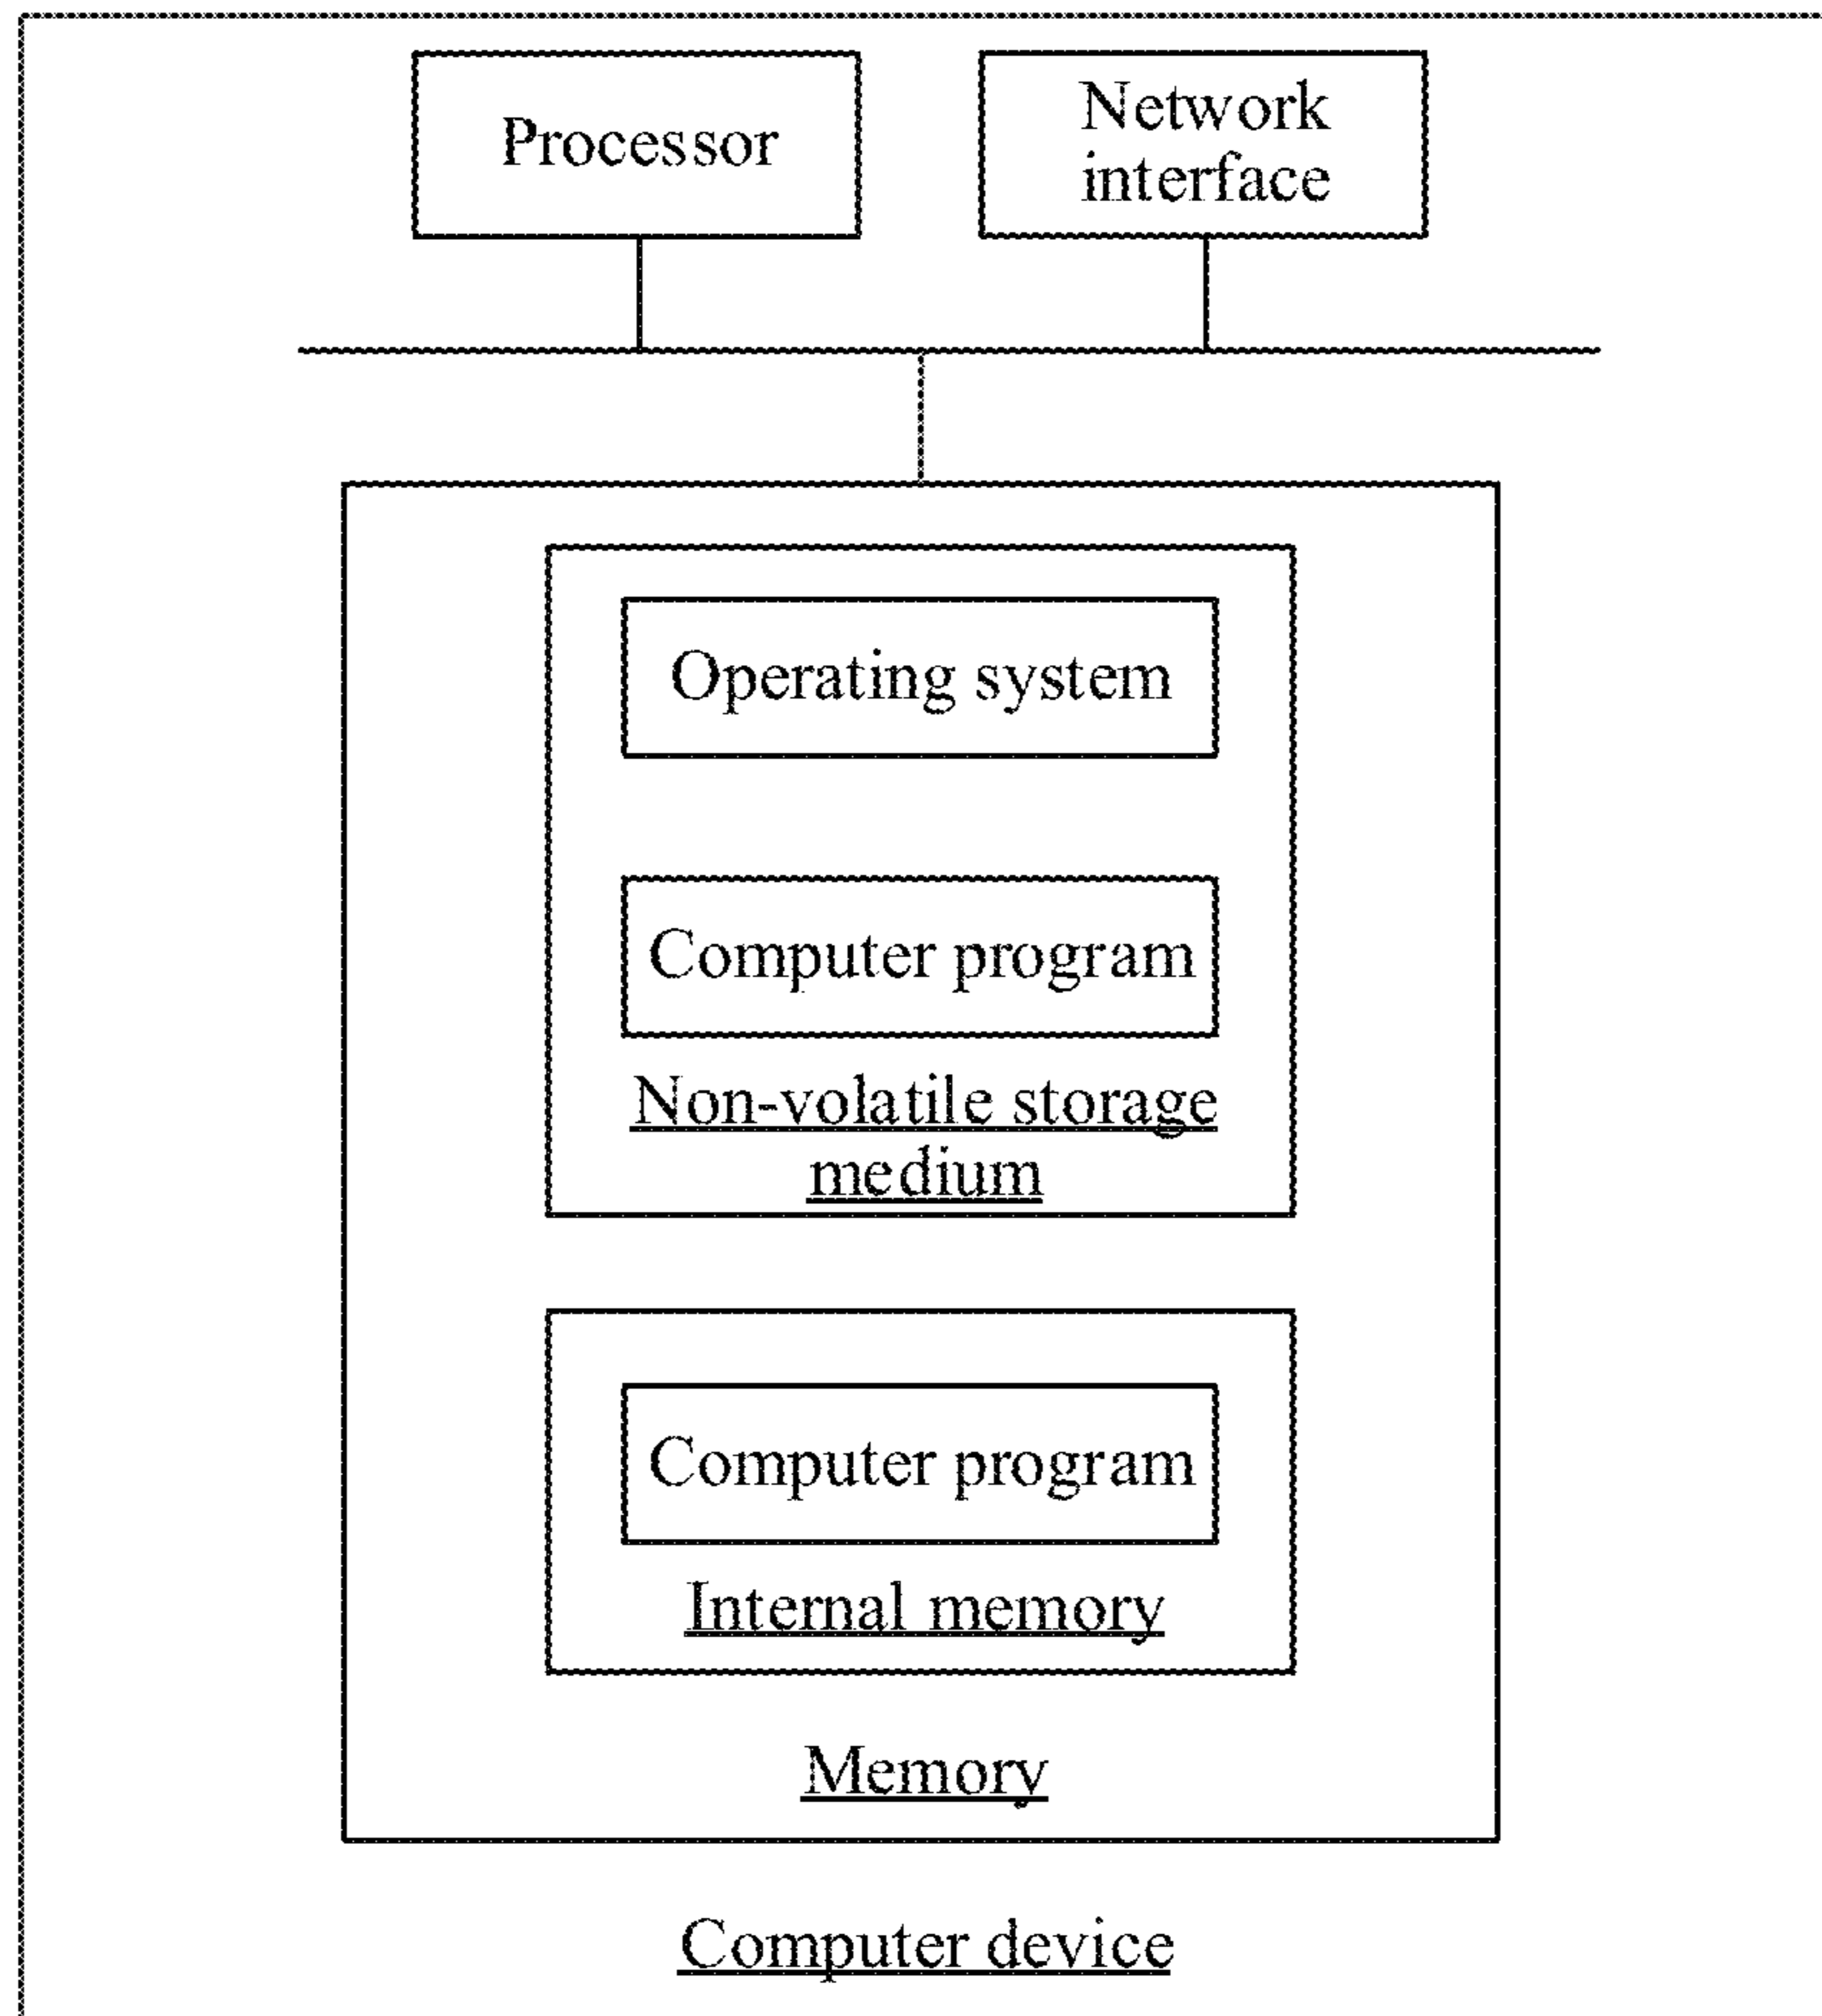 Processor
Network
interface
Operating system
Computer program
Non-volatile storage
medium
Computer program
Internal memory
Memory
Computer device